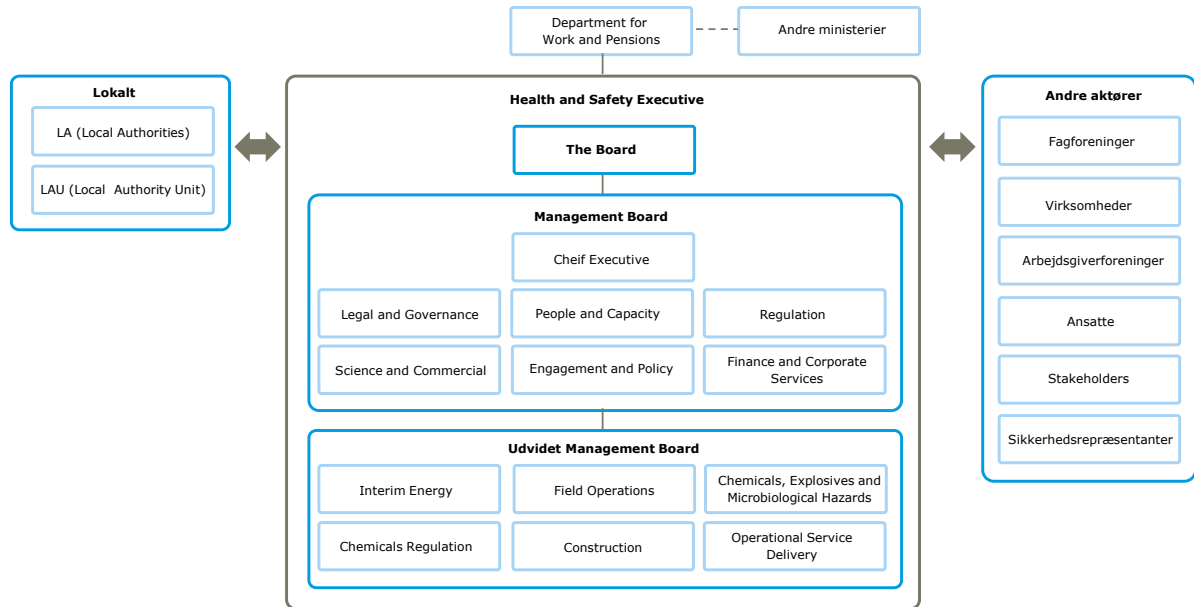 Department for
Work and Pensions
Andre ministerier
Lokalt
LA (Local Authorities)
LAU (Local Authority Unit)
Health and Safety Executive
The Board
Management Board
Cheif Executive
Legal and Governance
People and Capacity
Regulation
Science and Commercial
Engagement and Policy
Finance and Corporate
Services
Udvidet Management Board
Interim Energy
Field Operations
Chemicals, Explosives and
Microbiological Hazards
Chemicals Regulation
Construction
Operational Service
Delivery
Andre aktører
Fagforeninger
Virksomheder
Arbejdsgiverforeninger
Ansatte
Stakeholders
Sikkerhedsrepræsentanter